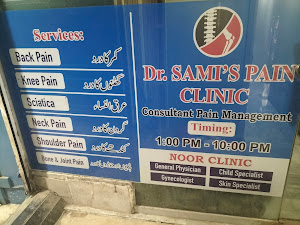 Services:
Back Pain کمر کا درد
Knee Pain گھٹنوں کا درد
Sciatica عرق النساء
Neck Pain گردن کا درد
Shoulder Pain کندھے کا درد
Bone & Joint Pain
Dr. SAMI'S PAIN
CLINIC
Consultant Pain Management
Timing:
1:00 PM - 10:00 PM
NOOR CLINIC
General Physician Child Specialist
Gynecologist Skin Specialist